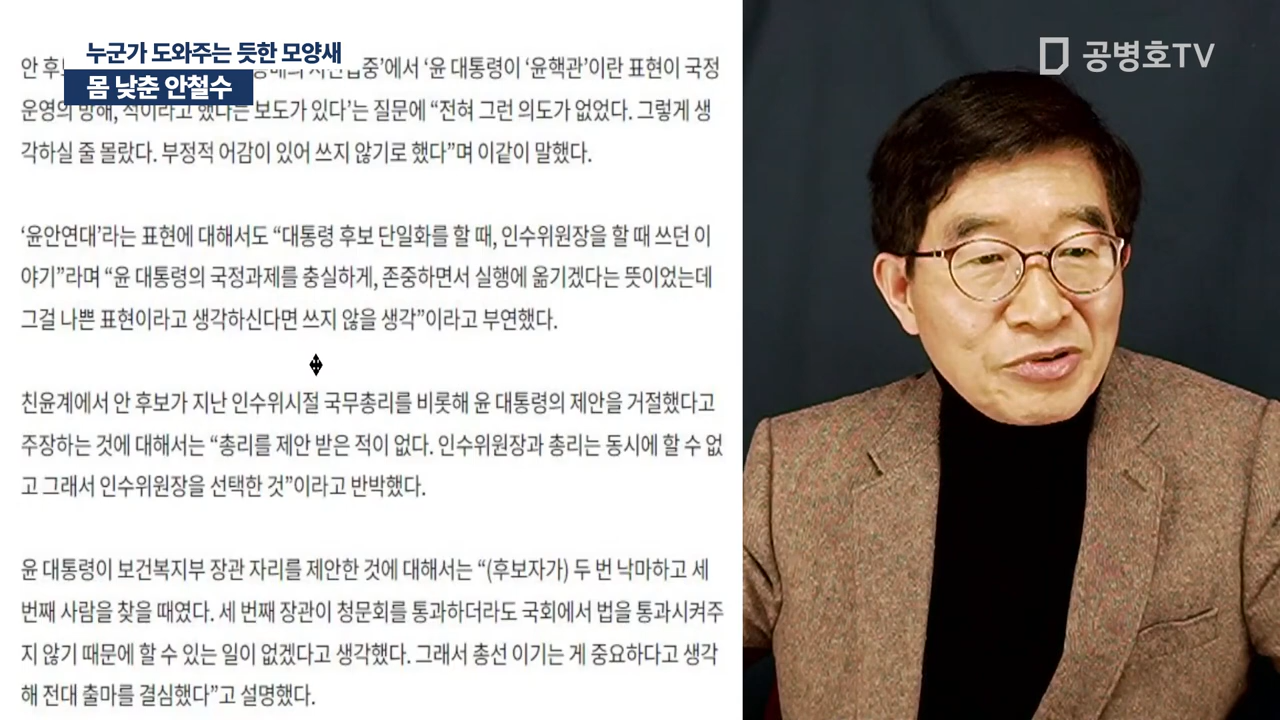 누군가 도와주는 듯한 모양새
몸 낮춘 안철수
공병호TV
안 후 중’에서 ‘윤 대통령이 ‘윤핵관’이란 표현이 국정
운영의 방해, 적이라고 했다는 보도가 있다’는 질문에 “전혀 그런 의도가 없었다. 그렇게 생
각하실 줄 몰랐다. 부정적 어감이 있어 쓰지 않기로 했다”며 이같이 말했다.
‘윤안연대’라는 표현에 대해서도 “대통령 후보 단일화를 할 때, 인수위원장을 할 때 쓰던 이
야기”라며 “윤 대통령의 국정과제를 충실하게, 존중하면서 실행에 옮기겠다는 뜻이었는데
그걸 나쁜 표현이라고 생각하신다면 쓰지 않을 생각”이라고 부연했다.
친윤계에서 안 후보가 지난 인수위시절 국무총리를 비롯해 윤 대통령의 제안을 거절했다고
주장하는 것에 대해서는 “총리를 제안 받은 적이 없다. 인수위원장과 총리는 동시에 할 수 없
고 그래서 인수위원장을 선택한 것”이라고 반박했다.
윤 대통령이 보건복지부 장관 자리를 제안한 것에 대해서는 “(후보자가) 두 번 낙마하고 세
번째 사람을 찾을 때였다. 세 번째 장관이 청문회를 통과하더라도 국회에서 법을 통과시켜주
지 않기 때문에 할 수 있는 일이 없겠다고 생각했다. 그래서 총선 이기는 게 중요하다고 생각
해 전대 출마를 결심했다”고 설명했다.